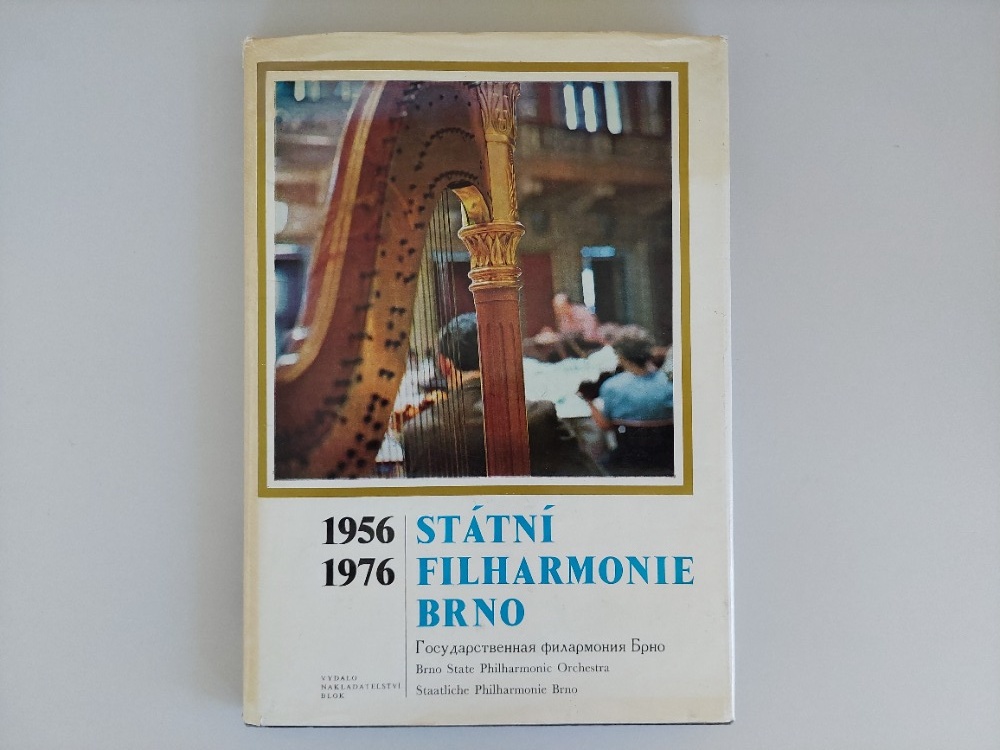 1956
1976
STÁTNÍ
FILHARMONIE
BRNO
Государственная филармония Брно
Brno State Philharmonic Orchestra
Staatliche Philharmonie Brno
VYDALO
NAKLADATELSTVÍ
BLOK